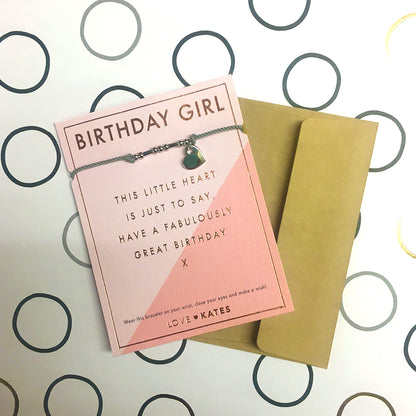 BIRTHDAY GIRL
THIS LITTLE HEART
IS JUST TO SAY,
HAVE A FABULOUSLY
GREAT BIRTHDAY
X
Wear this bracelet on your wrist, close your eyes and make a wish!
LOVE♥KATES